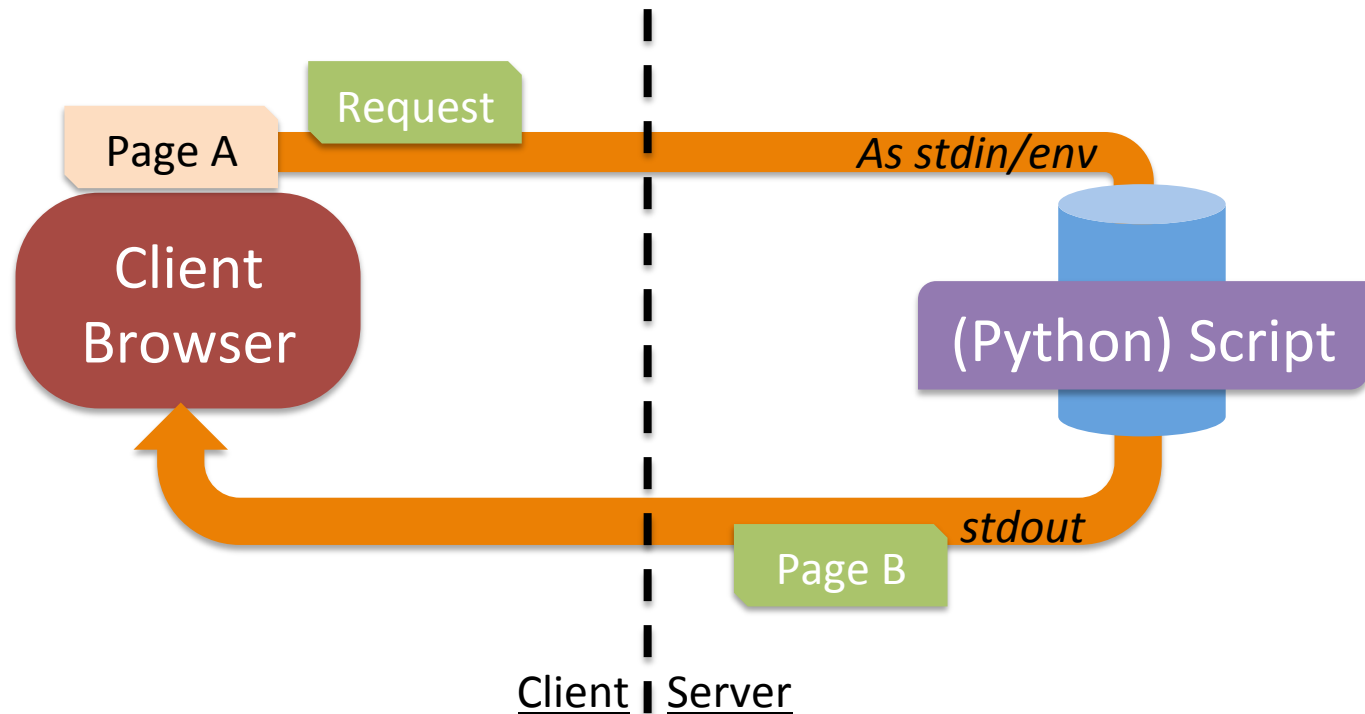 Request
Page A
As stdin/env
Client
Browser
(Python) Script
stdout
Page B
Client Server